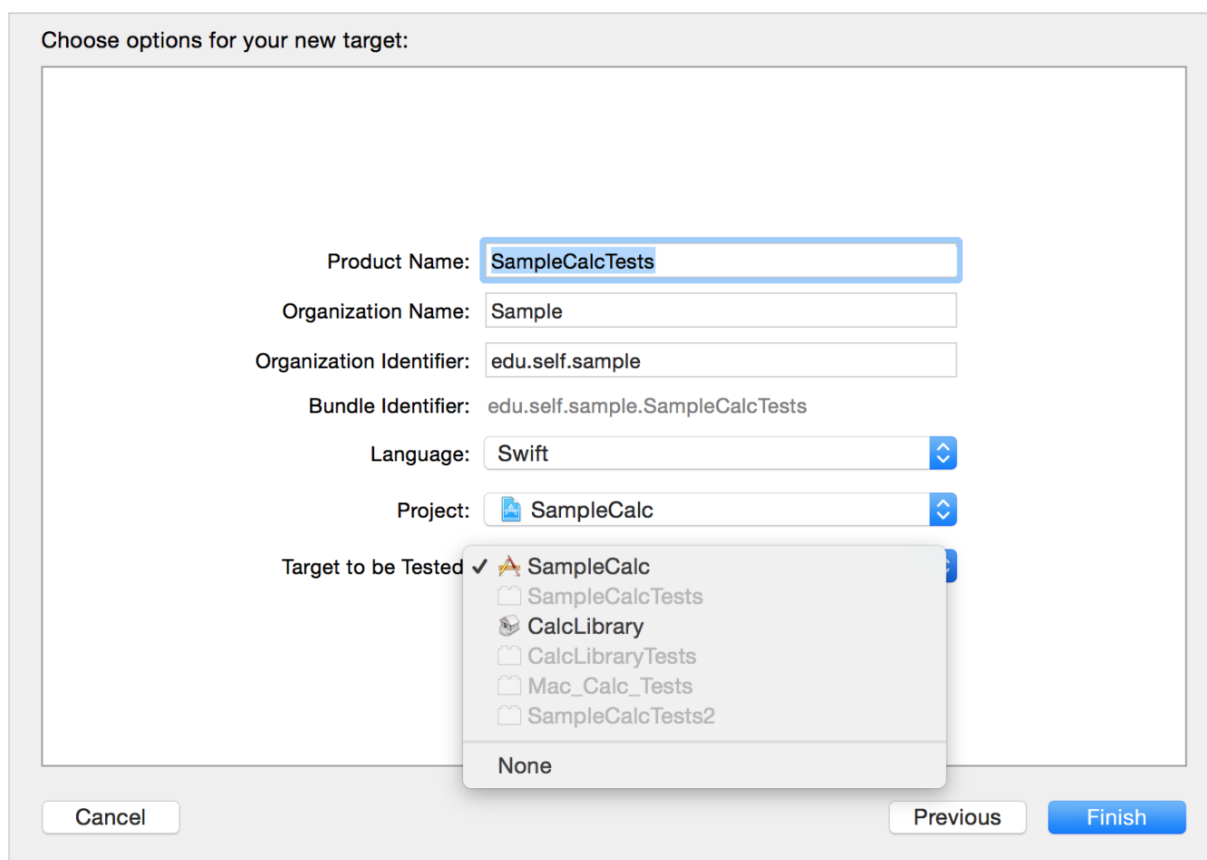 Choose options for your new target:
Product Name: SampleCalcTests
Organization Name: Sample
Organization Identifier: edu.self.sample
Bundle Identifier: edu.self.sample.SampleCalcTests
Language: Swift
Project: SampleCalc
Target to be Tested ✓ SampleCalc
SampleCalcTests
CalcLibrary
CalcLibraryTests
Mac_Calc_Tests
SampleCalcTests2
None
Cancel Previous Finish